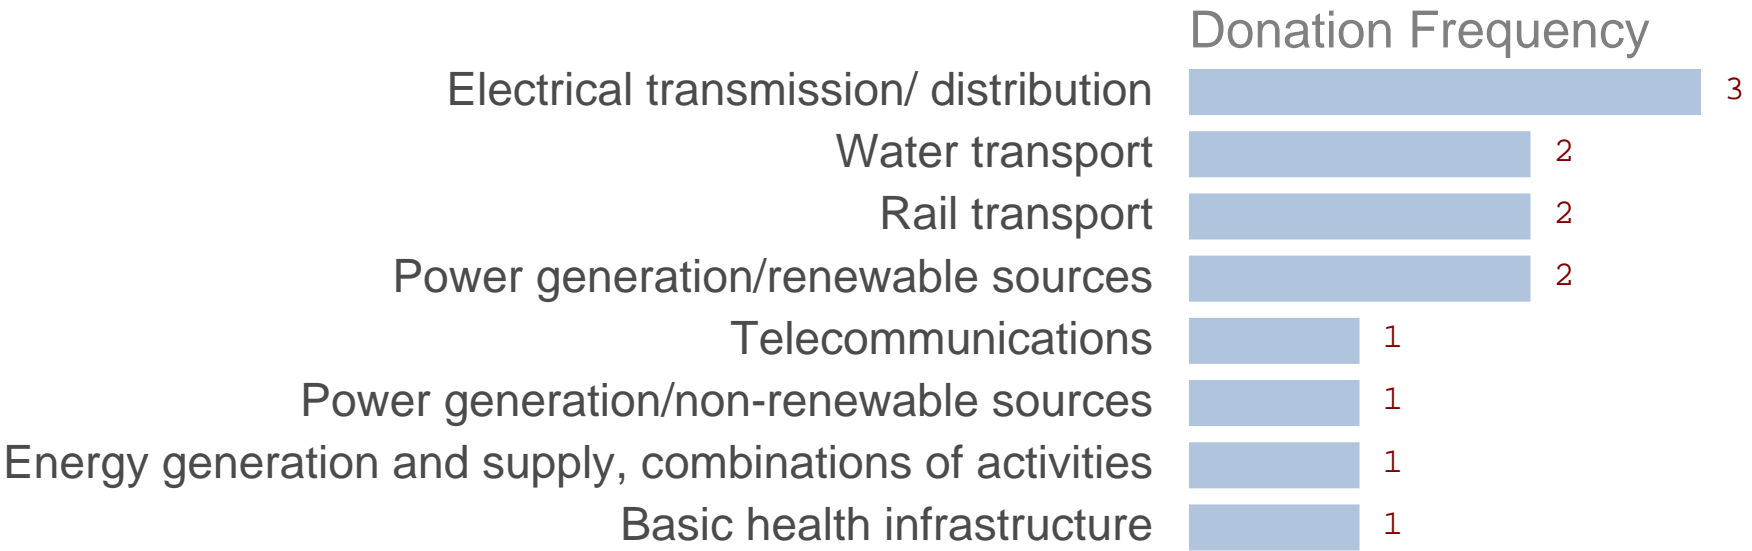 Donation Frequency
Electrical transmission/ distribution 3
Water transport 2
Rail transport 2
Power generation/renewable sources 2
Telecommunications 1
Power generation/non-renewable sources 1
Energy generation and supply, combinations of activities 1
Basic health infrastructure 1